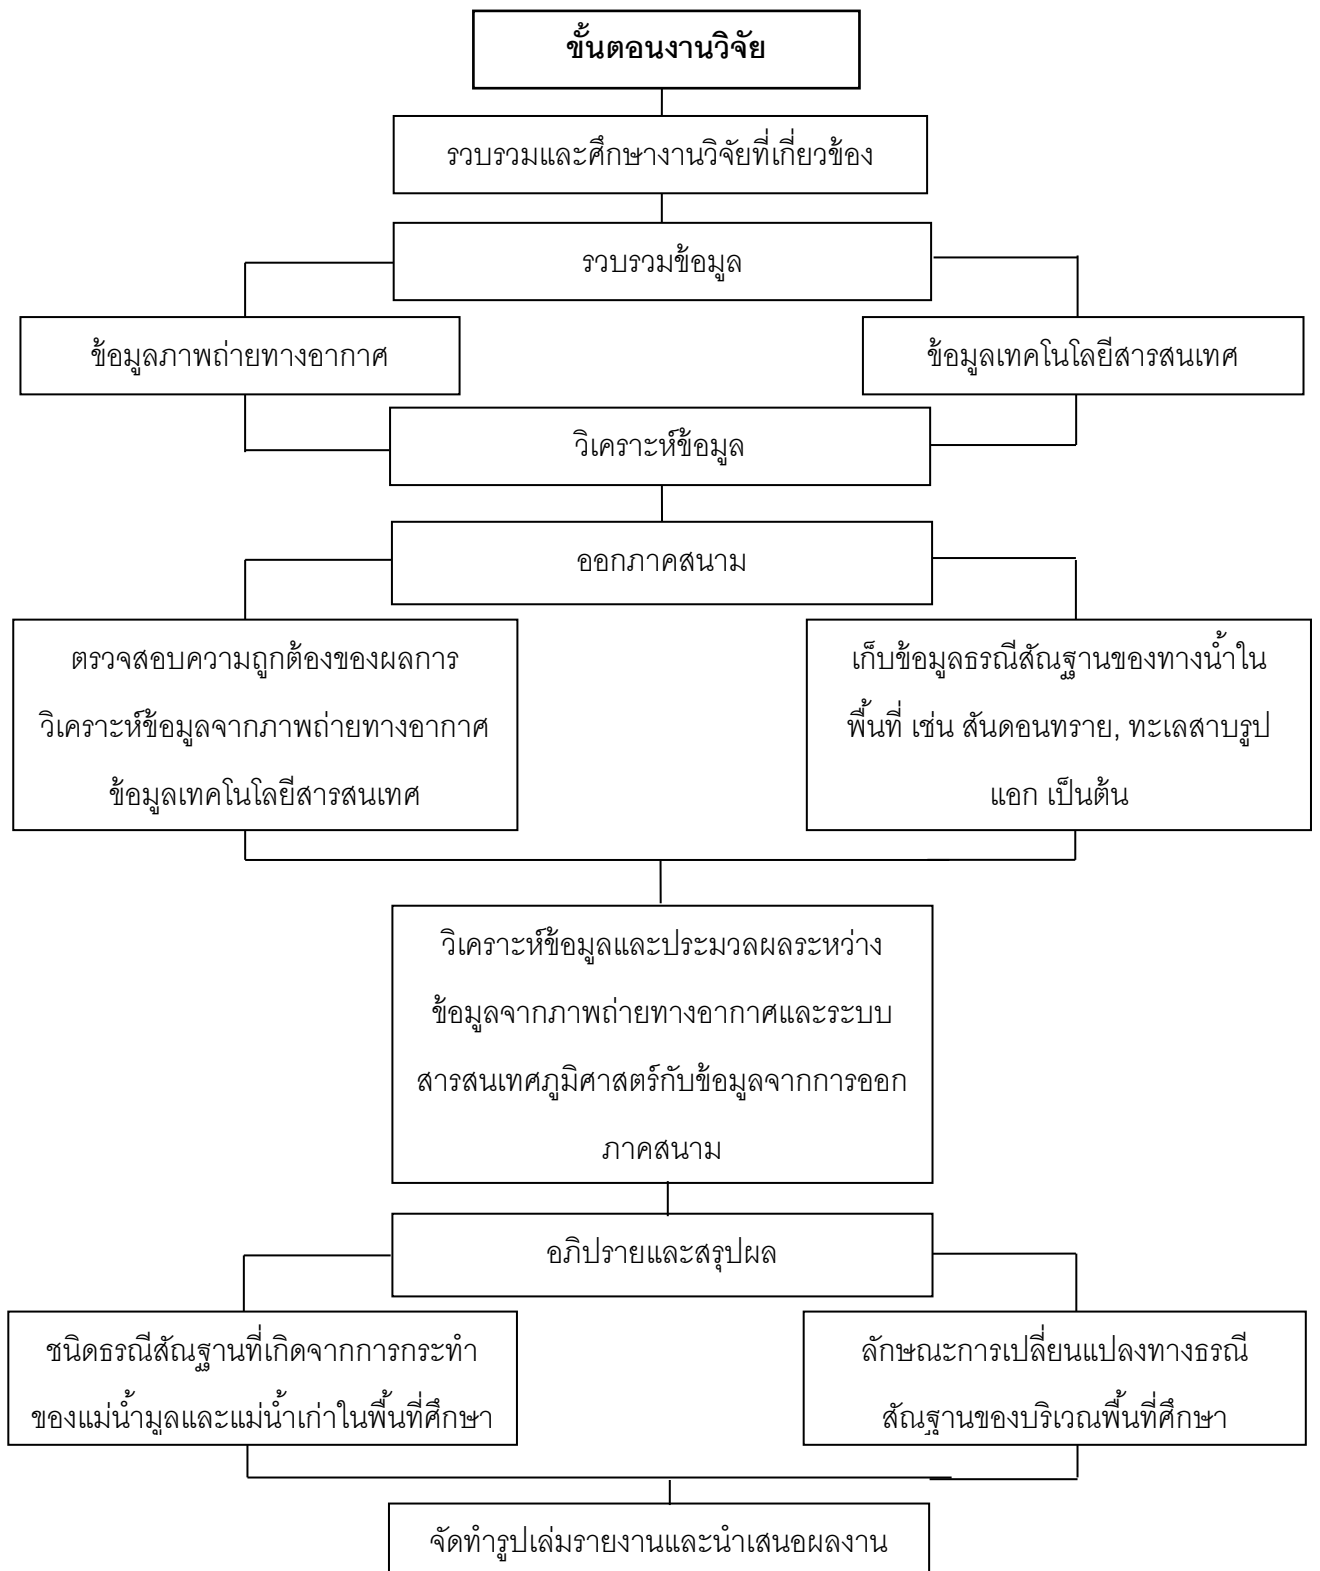 ขั้นตอนงานวิจัย
รวบรวมและศึกษางานวิจัยที่เกี่ยวข้อง
รวบรวมข้อมูล
ข้อมูลภาพถ่ายทางอากาศ
ข้อมูลเทคโนโลยีสารสนเทศ
วิเคราะห์ข้อมูล
ออกภาคสนาม
ตรวจสอบความถูกต้องของผลการ
วิเคราะห์ข้อมูลจากภาพถ่ายทางอากาศ
ข้อมูลเทคโนโลยีสารสนเทศ
เก็บข้อมูลธรณีสัณฐานของทางน้ำใน
พื้นที่ เช่น สันดอนทราย, ทะเลสาบรูป
แอก เป็นต้น
วิเคราะห์ข้อมูลและประมวลผลระหว่าง
ข้อมูลจากภาพถ่ายทางอากาศและระบบ
สารสนเทศภูมิศาสตร์กับข้อมูลจากการออก
ภาคสนาม
อภิปรายและสรุปผล
ชนิดธรณีสัณฐานที่เกิดจากการกระทำ
ของแม่น้ำมูลและแม่น้ำเก่าในพื้นที่ศึกษา
ลักษณะการเปลี่ยนแปลงทางธรณี
สัณฐานของบริเวณพื้นที่ศึกษา
จัดทำรูปเล่มรายงานและนำเสนอผลงาน